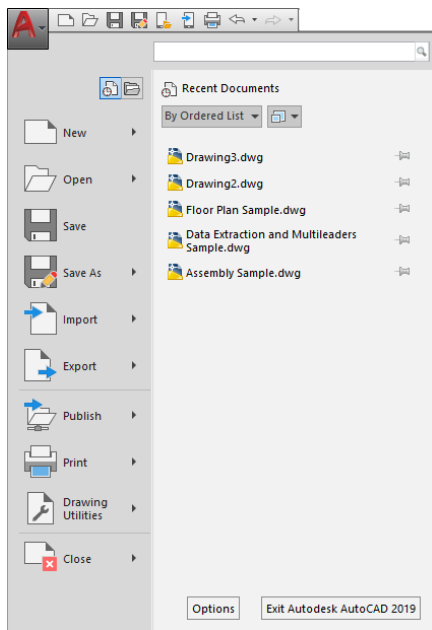 A
Recent Documents
By Ordered List
New
Drawing3.dwg
Open
Drawing2.dwg
Floor Plan Sample.dwg
Save
Data Extraction and Multileaders
Sample.dwg
Save As
Assembly Sample.dwg
Import
Export
Publish
Print
Drawing
Utilities
Close
Options
Exit Autodesk AutoCAD 2019